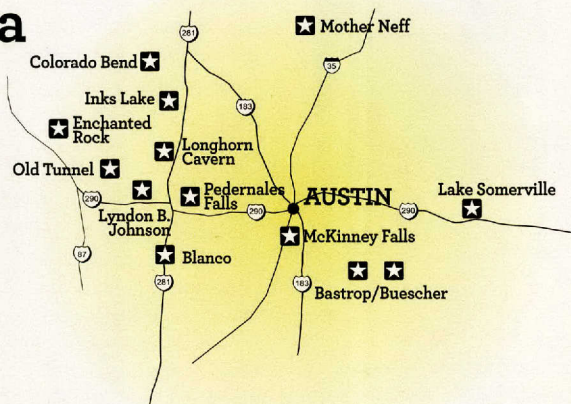 a
281
Mother Neff
Colorado Bend
35
Inks Lake
183
Enchanted
Rock
Longhorn
Cavern
Old Tunnel
Pedernales
Falls
AUSTIN
Lake Somerville
290
290
290
Lyndon B.
Johnson
McKinney Falls
87
Blanco
281
183
Bastrop/Buescher